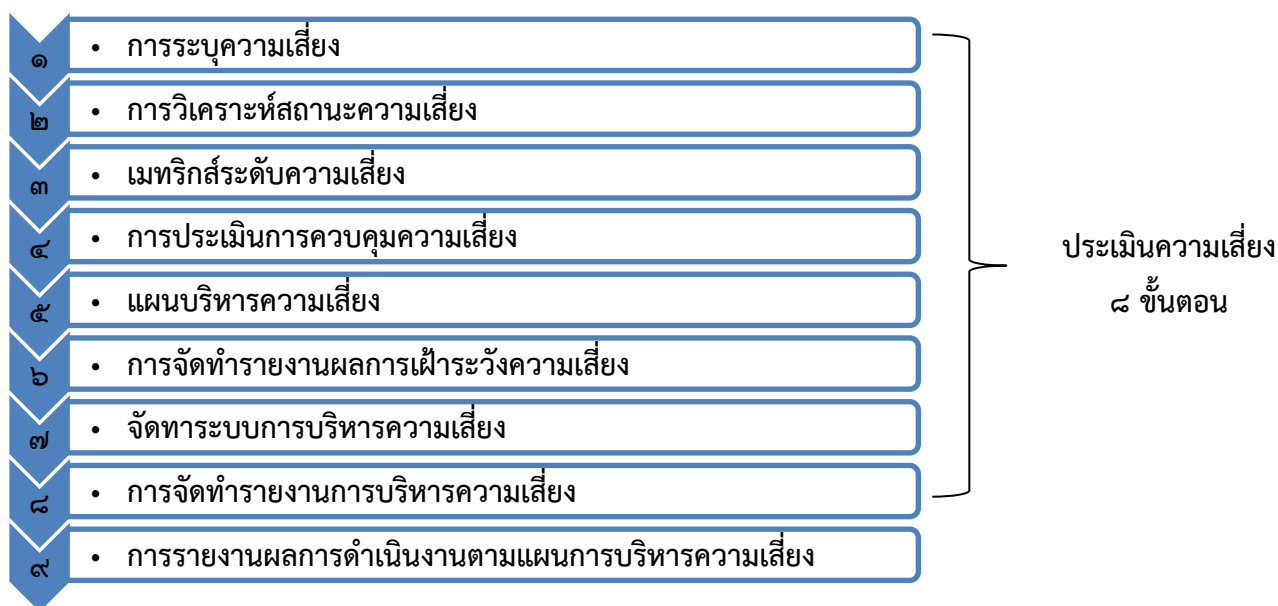 ๑ • การระบุความเสี่ยง
๒ • การวิเคราะห์สถานะความเสี่ยง
๓ • เมทริกส์ระดับความเสี่ยง
๔ • การประเมินการควบคุมความเสี่ยง
๕ • แผนบริหารความเสี่ยง
๖ • การจัดทำรายงานผลการเฝ้าระวังความเสี่ยง
๗ • จัดทาระบบการบริหารความเสี่ยง
๘ • การจัดทำรายงานการบริหารความเสี่ยง
๙ • การรายงานผลการดำเนินงานตามแผนการบริหารความเสี่ยง
ประเมินความเสี่ยง
๘ ขั้นตอน